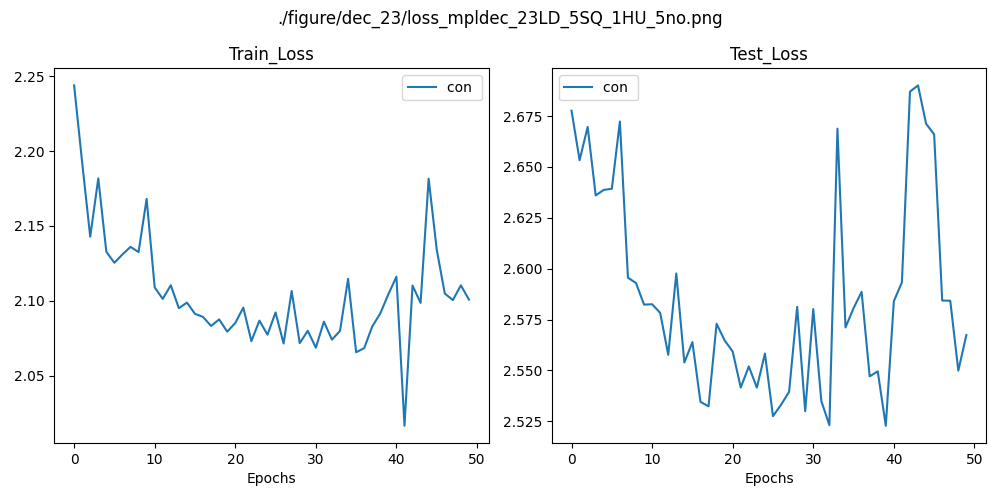 ./figure/dec_23/loss_mpldec_23LD_5SQ_1HU_5no.png
Train_Loss
con
2.25
2.20
2.15
2.10
2.05
0 10 20 30 40 50
Epochs
Test_Loss
con
2.675
2.650
2.625
2.600
2.575
2.550
2.525
0 10 20 30 40 50
Epochs